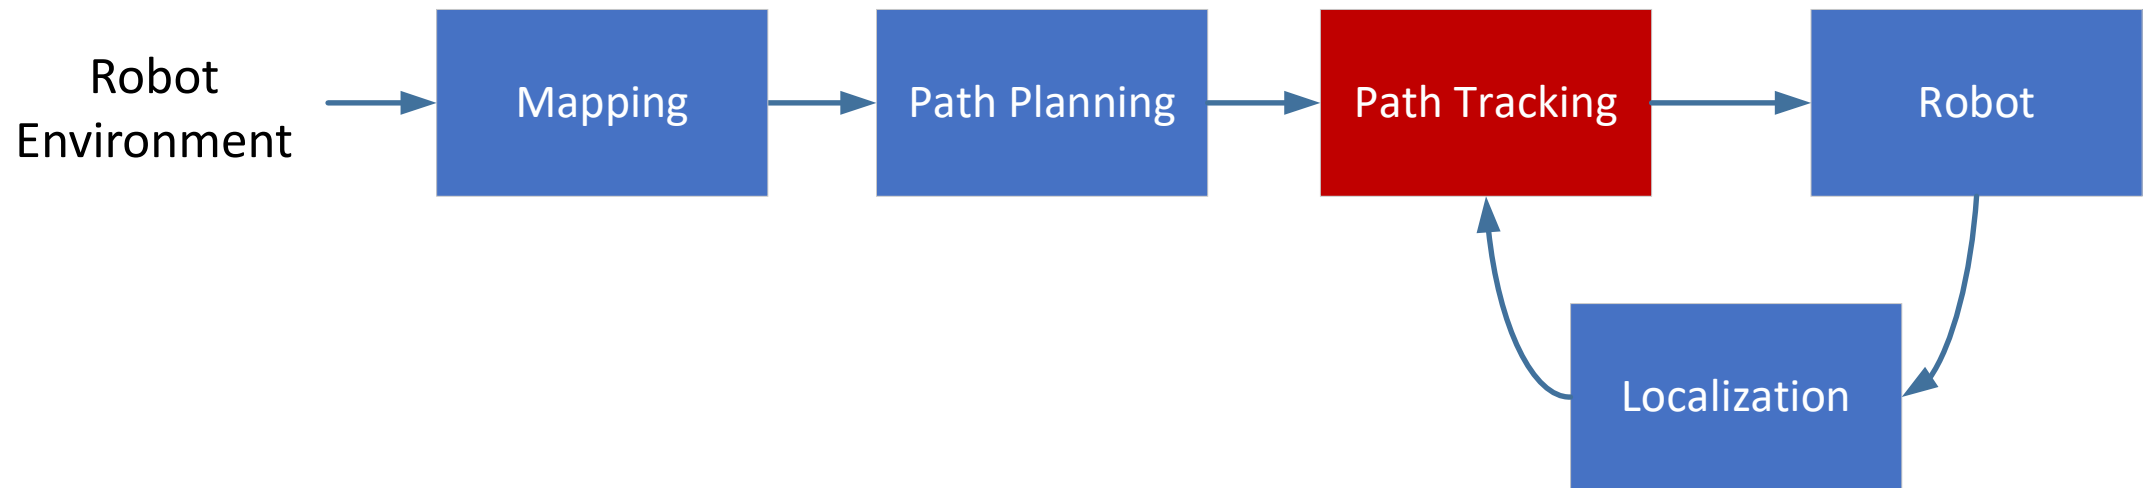 Robot
Environment
Mapping
Path Planning
Path Tracking
Robot
Localization